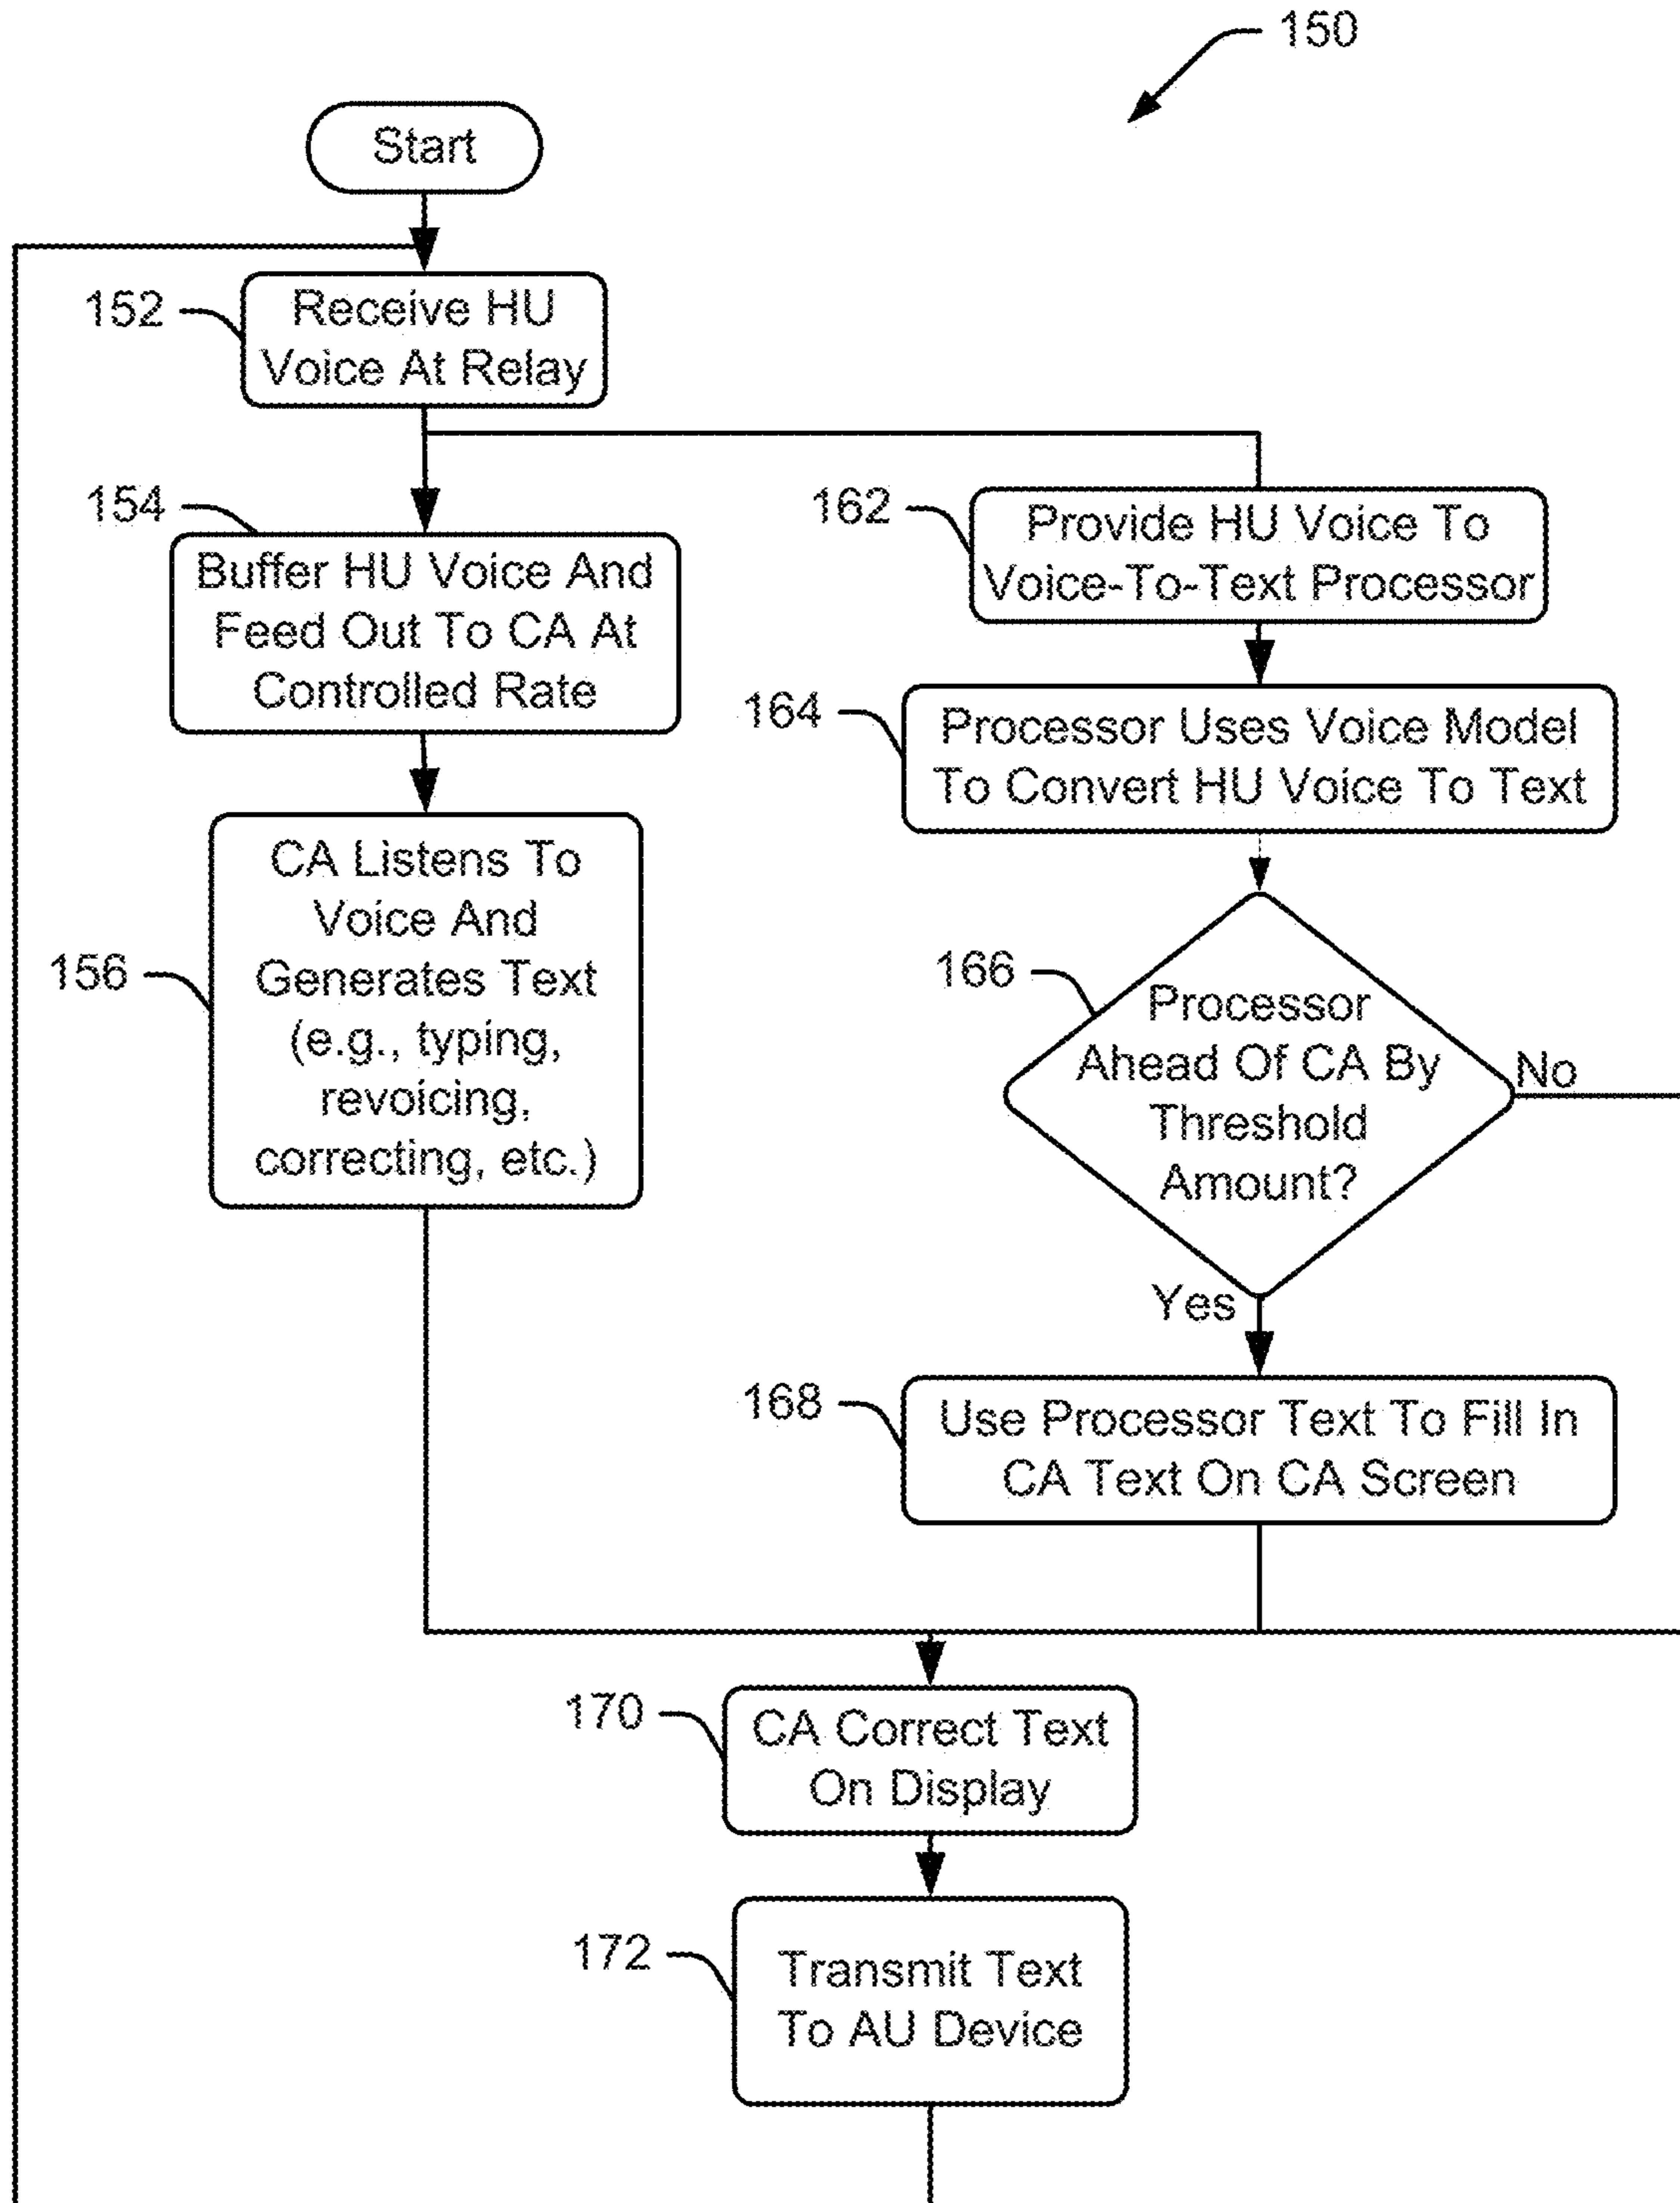 150
Start
152
Receive HU
Voice At Relay
154
Buffer HU Voice And
Feed Out To CA At
Controlled Rate
162
Provide HU Voice To
Voice-To-Text Processor
164
Processor Uses Voice Model
To Convert HU Voice To Text
156
CA Listens To
Voice And
Generates Text
(e.g., typing,
revoicing,
correcting, etc.)
166
Processor
Ahead Of CA By
Threshold
Amount?
No
Yes
168
Use Processor Text To Fill In
CA Text On CA Screen
170
CA Correct Text
On Display
172
Transmit Text
To AU Device